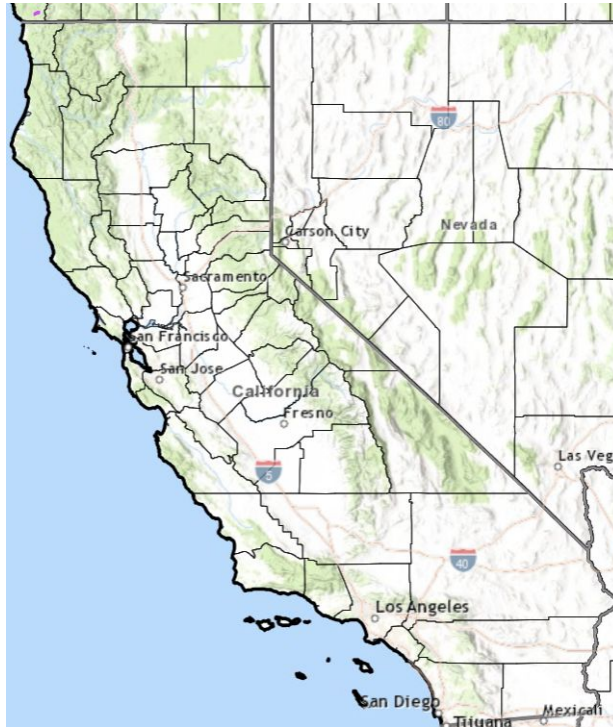 80
Nevada
Carson City
Sacramento
San Francisco
San Jose
California
Fresno
Las Veg
5
40
Los Angeles
San Diego
Tijuana
Mexicali